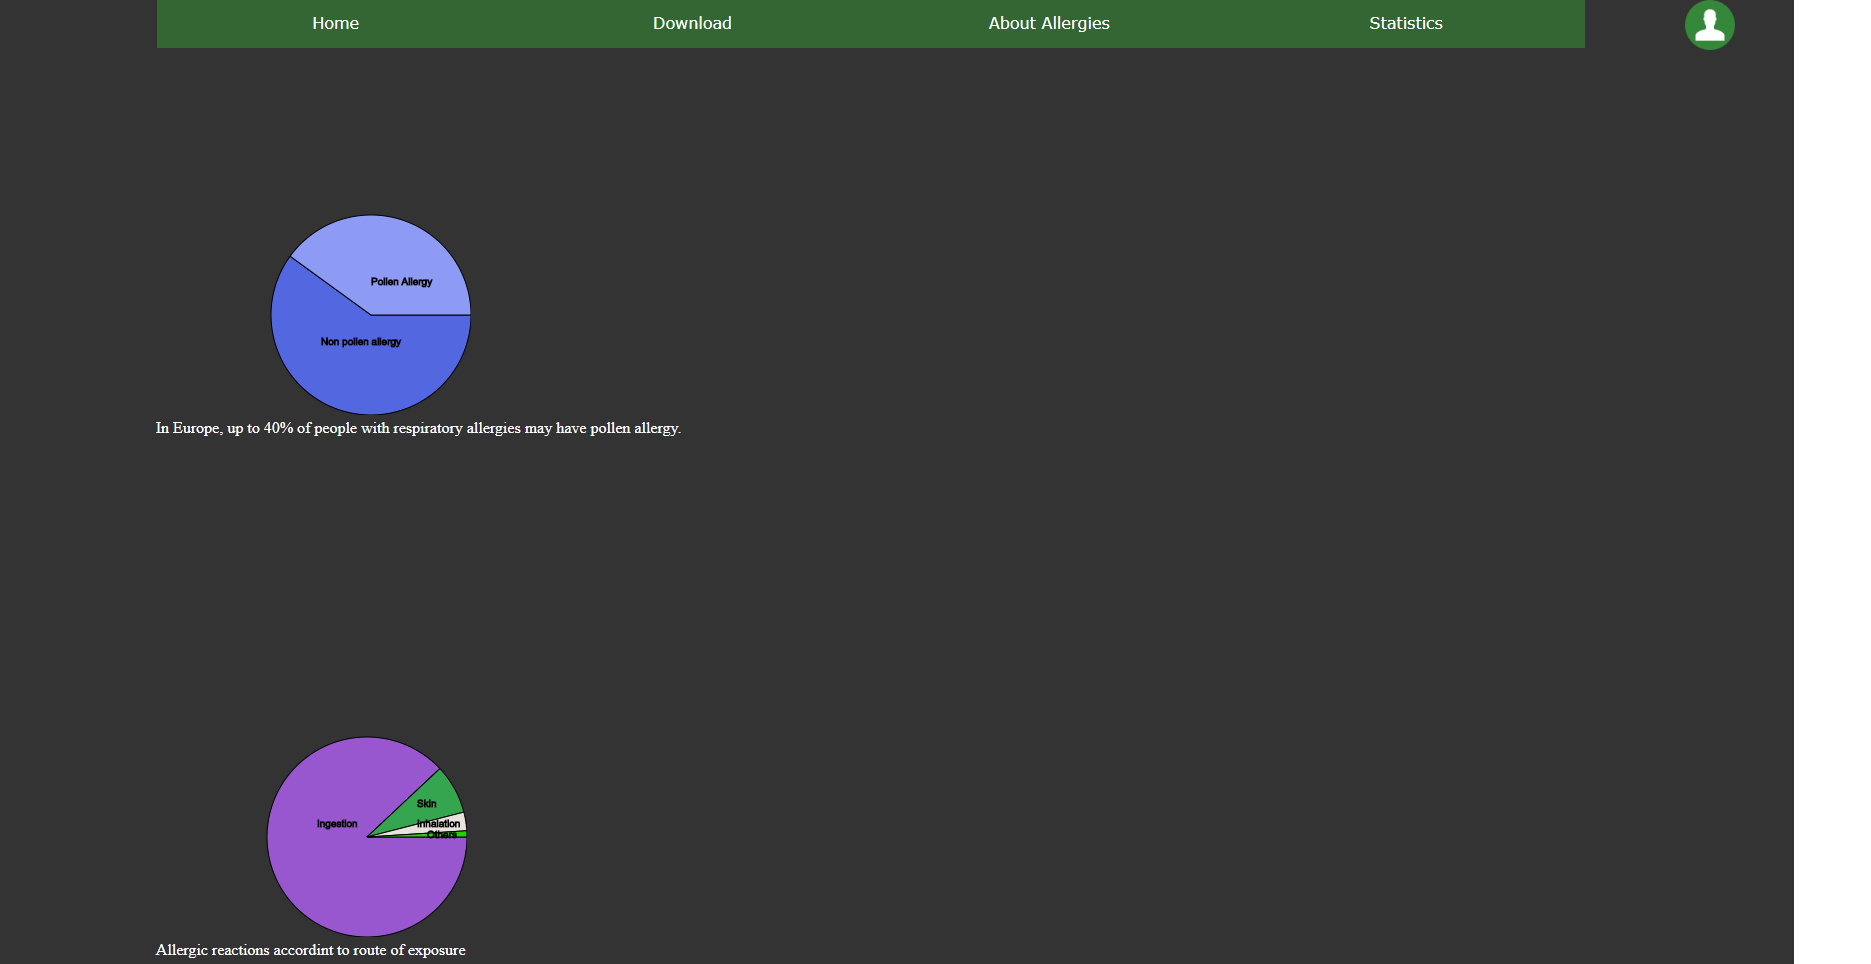 Home Download About Allergies Statistics
Pollen Allergy
Non pollen allergy
In Europe, up to 40% of people with respiratory allergies may have pollen allergy.
Skin
Ingestion
Inhalation
Others
Allergic reactions accordint to route of exposure